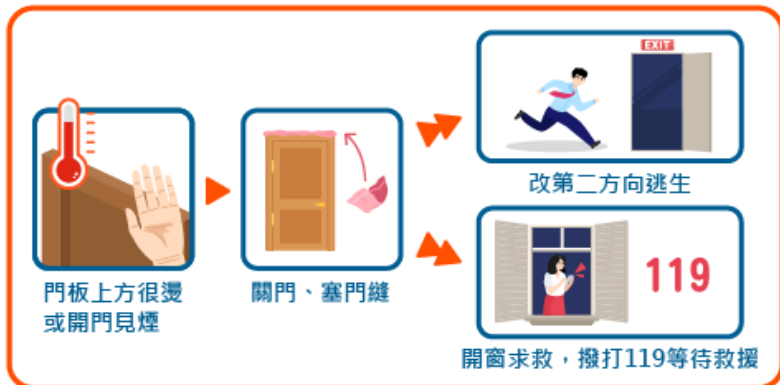 門板上方很燙
或開門見煙
關門、塞門縫
EXIT
改第二方向逃生
119
開窗求救，撥打119等待救援